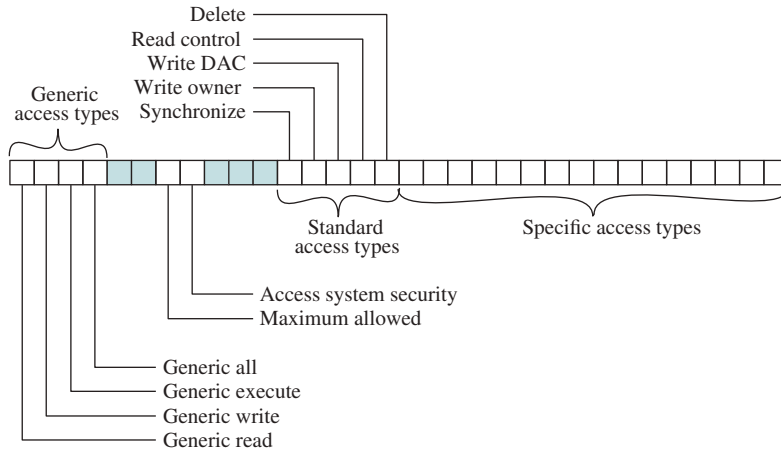 Delete
Read control
Write DAC
Write owner
Synchronize
Generic
access types
Standard
access types
Specific access types
Access system security
Maximum allowed
Generic all
Generic execute
Generic write
Generic read